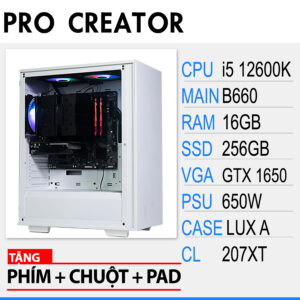 PRO CREATOR
CPU i5 12600K
MAIN B660
RAM 16GB
SSD 256GB
VGA GTX 1650
PSU 650W
CASE LUX A
CL 207XT
TẶNG
PHÍM + CHUỘT + PAD